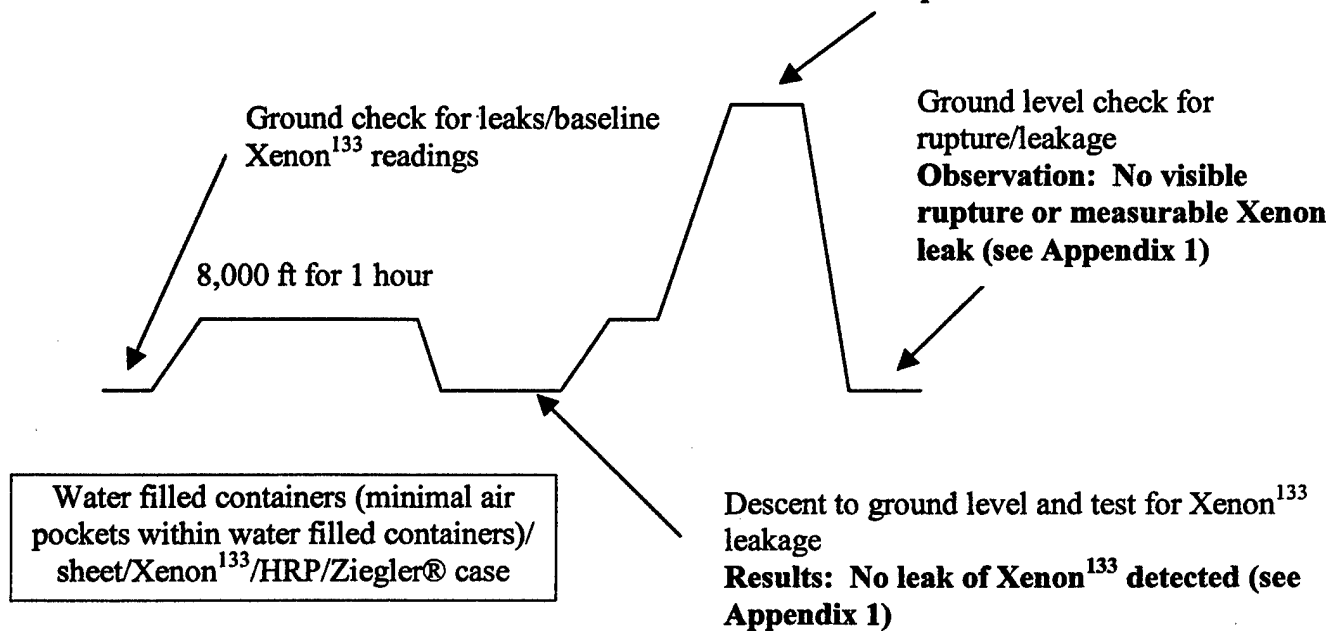 Ground check for leaks/baseline
Xenon¹³³ readings
8,000 ft for 1 hour
Ground level check for
rupture/leakage
Observation: No visible
rupture or measurable Xenon
leak (see Appendix 1)
Water filled containers (minimal air
pockets within water filled containers)/
sheet/Xenon¹³³/HRP/Ziegler® case
Descent to ground level and test for Xenon¹³³
leakage
Results: No leak of Xenon¹³³ detected (see
Appendix 1)